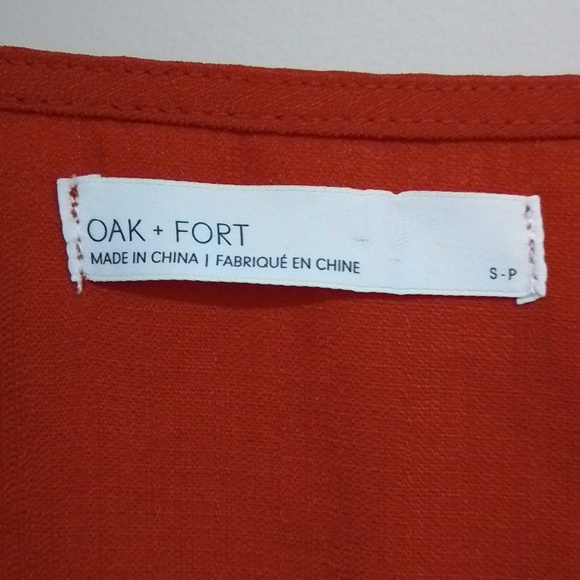 OAK + FORT
MADE IN CHINA | FABRIQUÉ EN CHINE
S-P